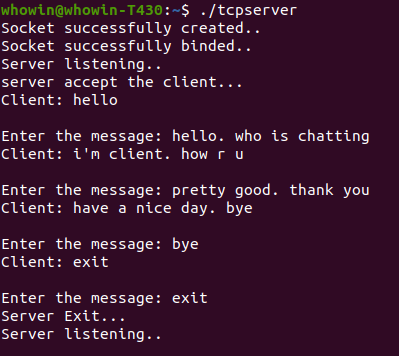 whowin@whowin-T430:~$ ./tcpserver
Socket successfully created..
Socket successfully binded..
Server listening..
server accept the client...
Client: hello
Enter the message: hello. who is chatting
Client: i'm client. how r u
Enter the message: pretty good. thank you
Client: have a nice day. bye
Enter the message: bye
Client: exit
Enter the message: exit
Server Exit...
Server listening..